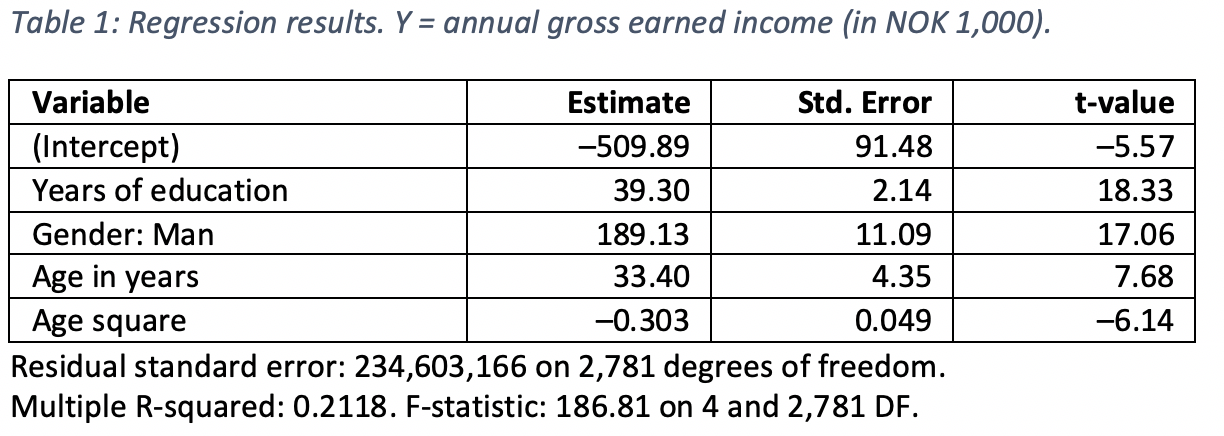 Table 1: Regression results. Y = annual gross earned income (in NOK 1,000).
Variable Estimate Std. Error t-value
(Intercept) –509.89 91.48 –5.57
Years of education 39.30 2.14 18.33
Gender: Man 189.13 11.09 17.06
Age in years 33.40 4.35 7.68
Age square –0.303 0.049 –6.14
Residual standard error: 234,603,166 on 2,781 degrees of freedom.
Multiple R-squared: 0.2118. F-statistic: 186.81 on 4 and 2,781 DF.